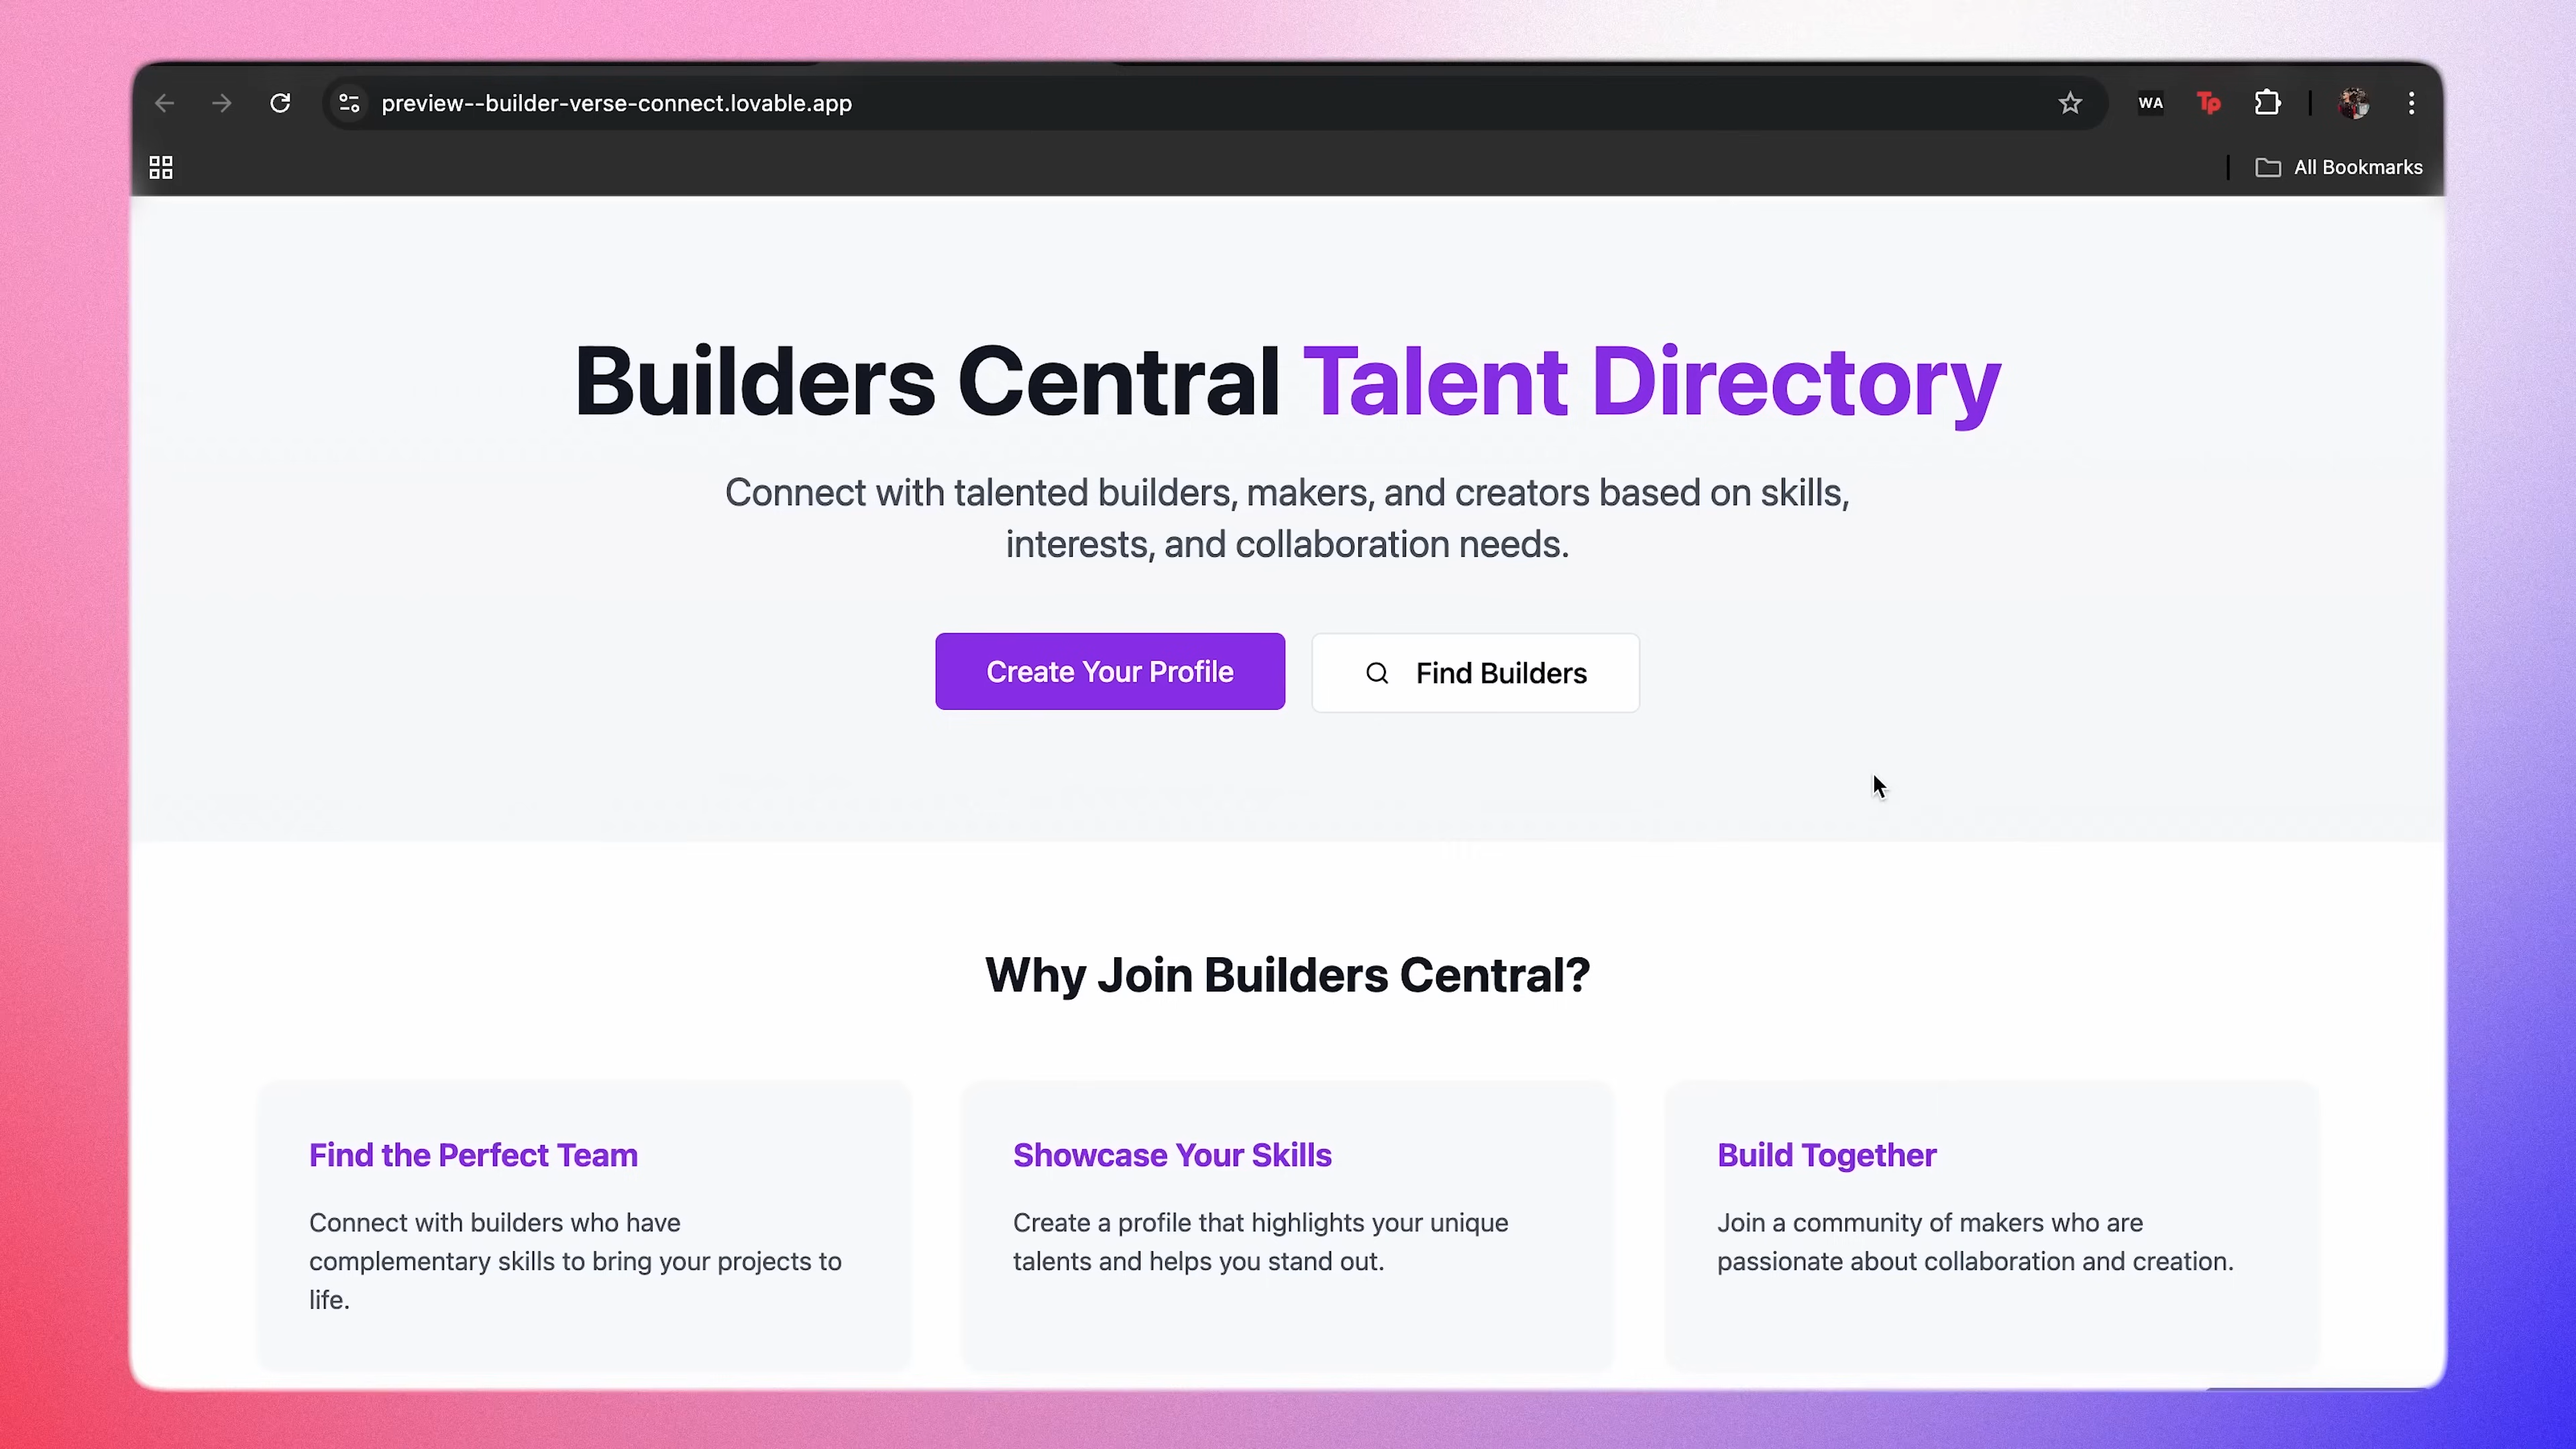 preview--builder-verse-connect.lovable.app
WA
Tp
All Bookmarks
Builders Central Talent Directory
Connect with talented builders, makers, and creators based on skills,
interests, and collaboration needs.
Create Your Profile
Find Builders
Why Join Builders Central?
Find the Perfect Team
Connect with builders who have
complementary skills to bring your projects to
life.
Showcase Your Skills
Create a profile that highlights your unique
talents and helps you stand out.
Build Together
Join a community of makers who are
passionate about collaboration and creation.